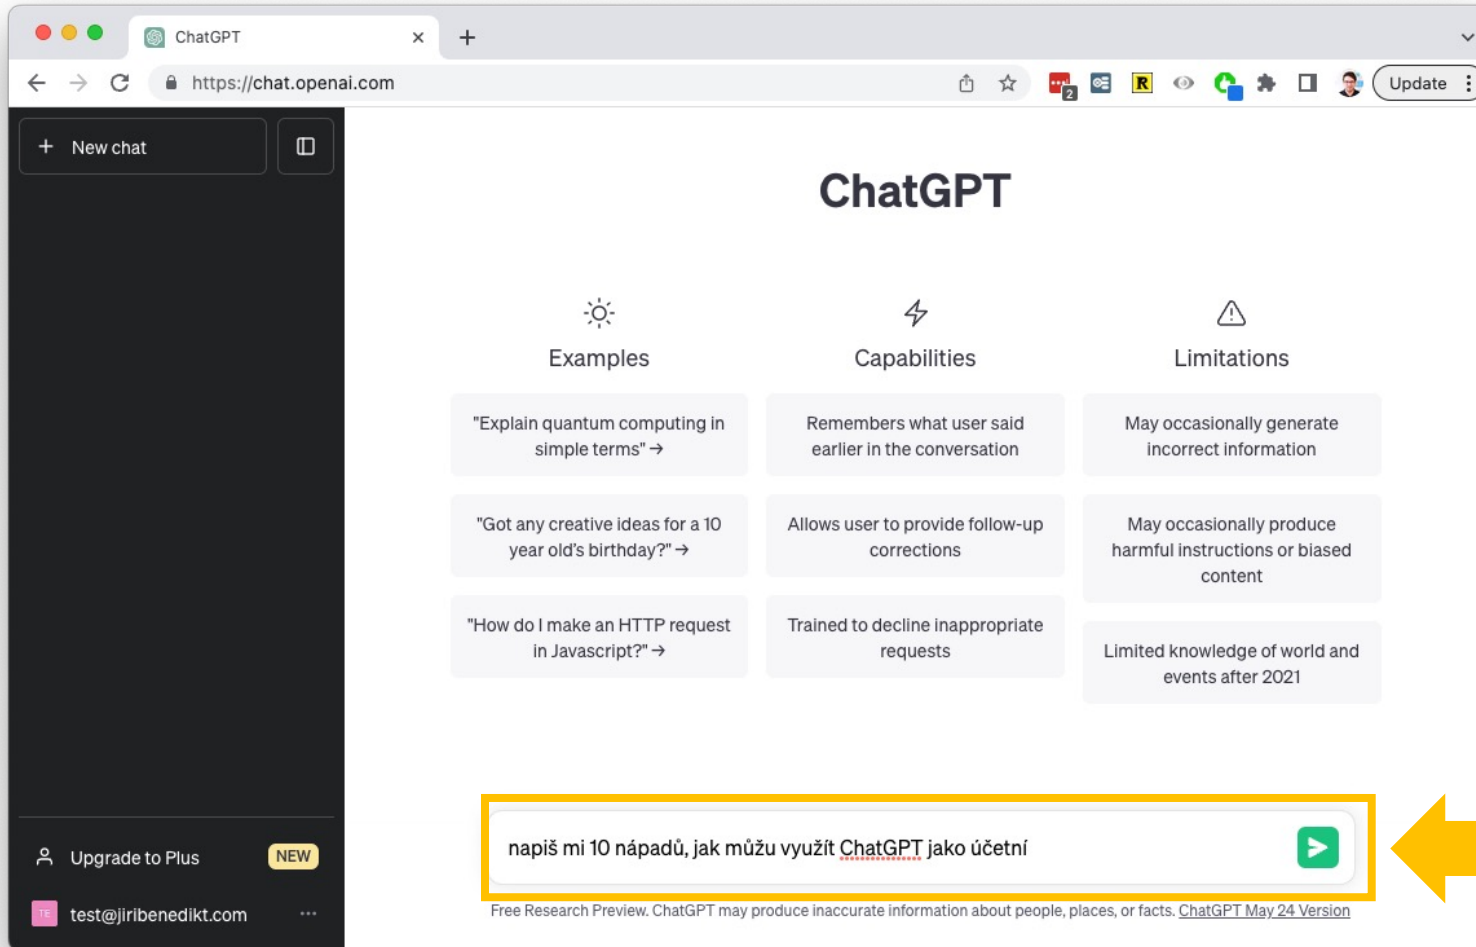 ChatGPT
https://chat.openai.com
2
R
Update
New chat
ChatGPT
Examples
Capabilities
Limitations
"Explain quantum computing in
simple terms" →
Remembers what user said
earlier in the conversation
May occasionally generate
incorrect information
"Got any creative ideas for a 10
year old's birthday?" →
Allows user to provide follow-up
corrections
May occasionally produce
harmful instructions or biased
content
"How do I make an HTTP request
in Javascript?" →
Trained to decline inappropriate
requests
Limited knowledge of world and
events after 2021
napiš mi 10 nápadů, jak můžu využít ChatGPT jako účetní
Free Research Preview. ChatGPT may produce inaccurate information about people, places, or facts. ChatGPT May 24 Version
Upgrade to Plus
NEW
TE
test@jiribenedikt.com